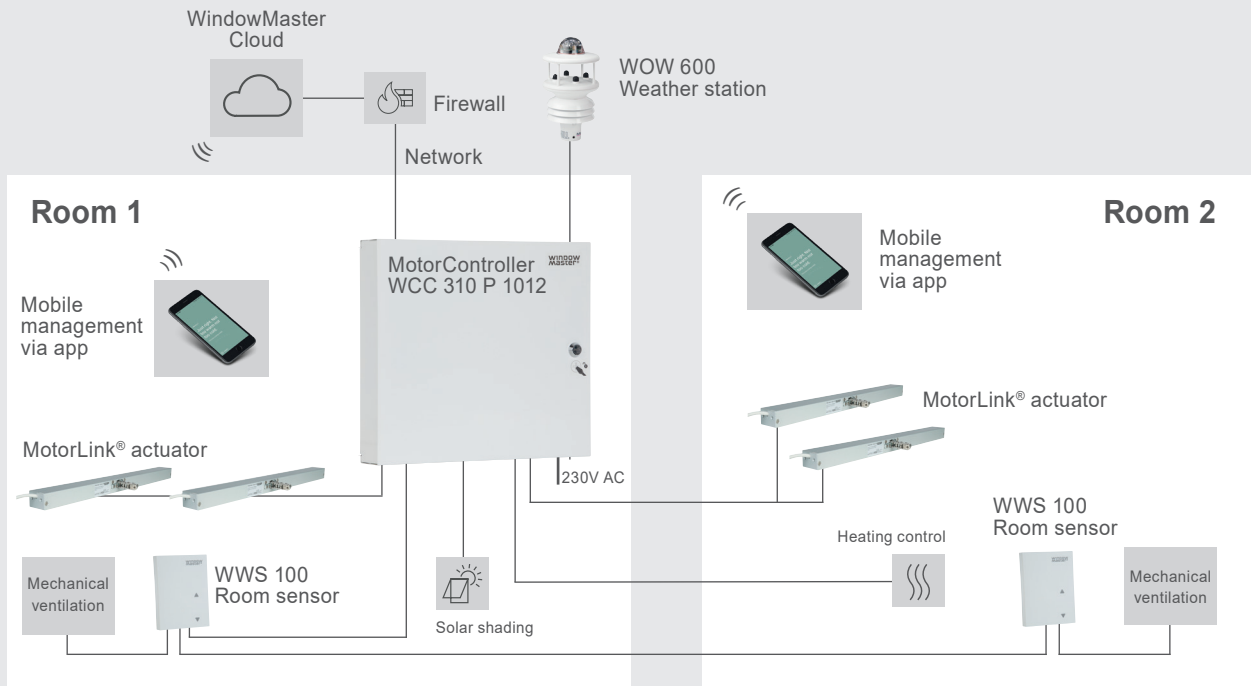 WindowMaster
Cloud
Firewall
Network
WOW 600
Weather station
Room 1
Mobile
management
via app
MotorController
WCC 310 P 1012
WINDOW
Master®
MotorLink® actuator
230V AC
Mechanical
ventilation
WWS 100
Room sensor
Solar shading
Room 2
Mobile
management
via app
MotorLink® actuator
Heating control
WWS 100
Room sensor
Mechanical
ventilation